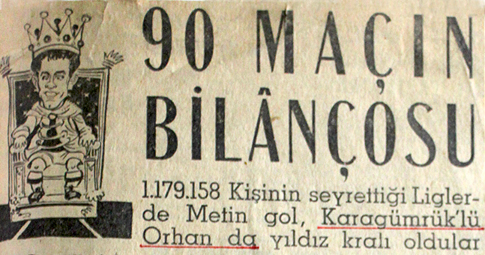 90 MAÇIN
BİLÂNÇOSU
1.179.158 Kişinin seyrettiği Ligler-
de Metin gol, Karagümrük'lü
Orhan da yıldız kralı oldular